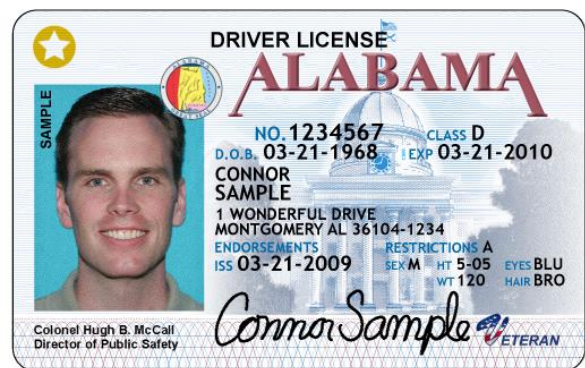 DRIVER LICENSE
ALABAMA
SAMPLE
NO. 1234567 CLASS D
D.O.B. 03-21-1968 EXP 03-21-2010
CONNOR
SAMPLE
1 WONDERFUL DRIVE
MONTGOMERY AL 36104-1234
ENDORSEMENTS RESTRICTIONS A
ISS 03-21-2009 SEX M HT 5-05 EYES BLU
WT 120 HAIR BRO
Connor Sample
VETERAN
Colonel Hugh B. McCall
Director of Public Safety